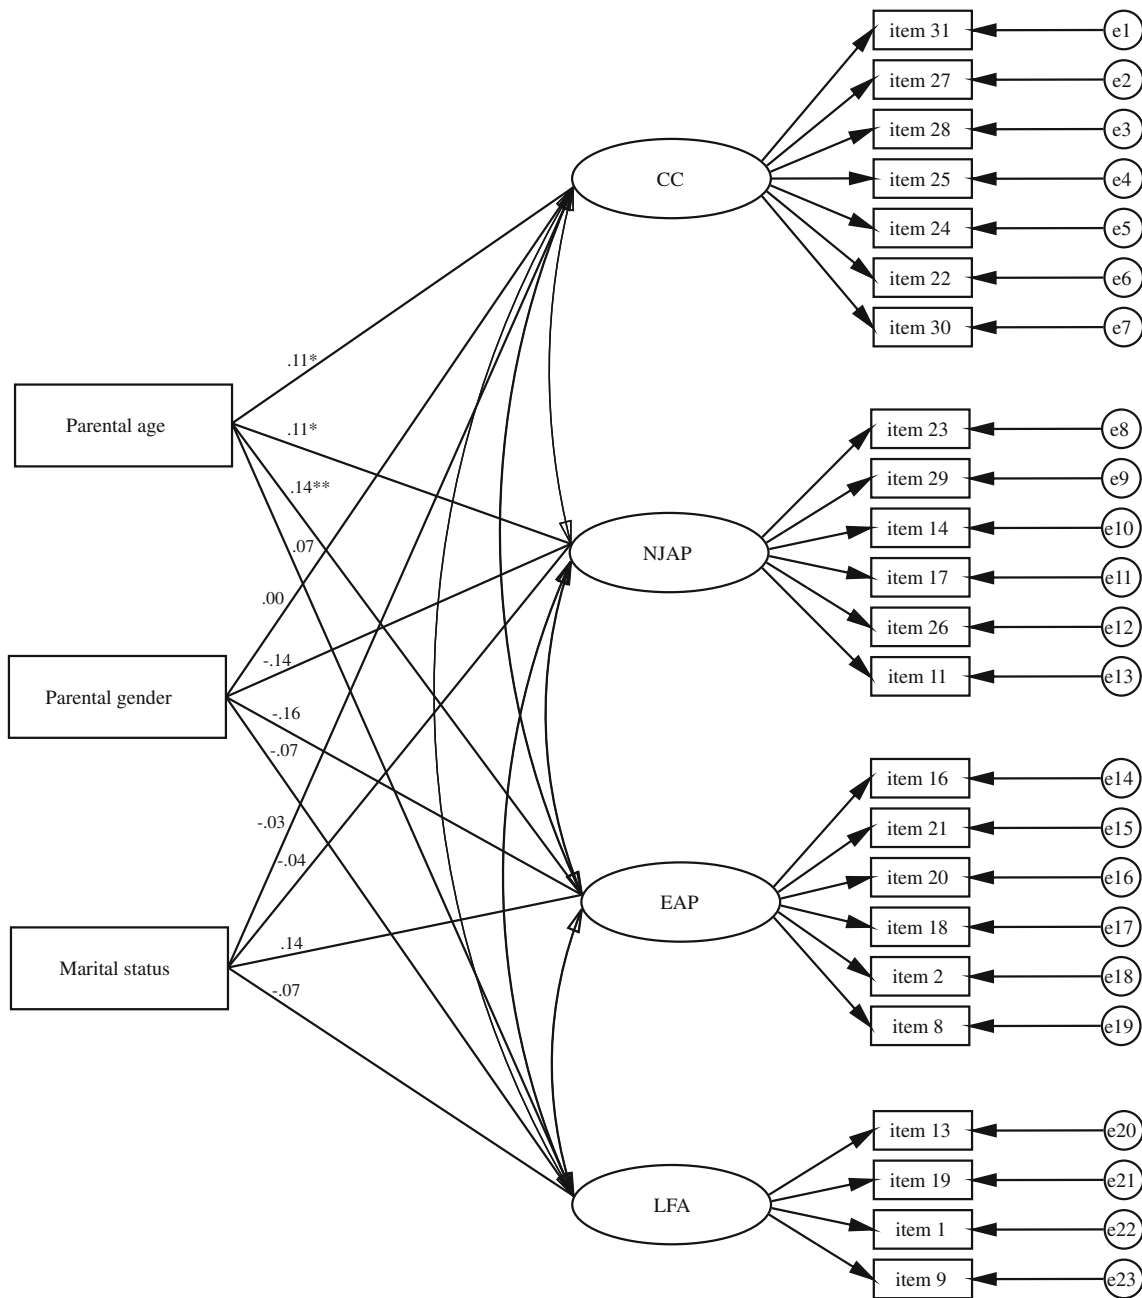 item 31
e1
item 27
e2
item 28
e3
CC
item 25
e4
item 24
e5
item 22
e6
item 30
e7
.11*
Parental age
.11*
item 23
e8
.14**
item 29
e9
.07
NJAP
item 14
e10
item 17
e11
.00
item 26
e12
-.14
item 11
e13
Parental gender
-.16
-.07
item 16
e14
-.03
item 21
e15
-.04
item 20
e16
EAP
item 18
e17
.14
Marital status
item 2
e18
-.07
item 8
e19
item 13
e20
item 19
e21
LFA
item 1
e22
item 9
e23